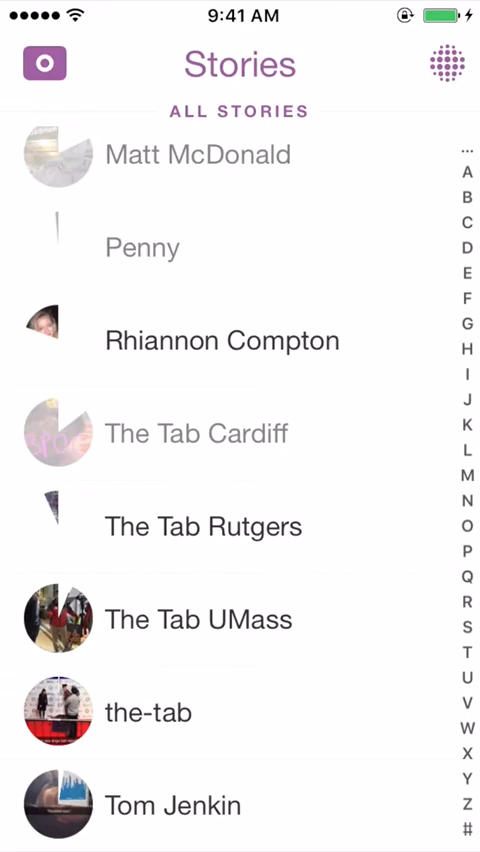 9:41 AM
Stories
ALL STORIES
Matt McDonald
Penny
Rhiannon Compton
The Tab Cardiff
The Tab Rutgers
The Tab UMass
the-tab
Tom Jenkin
...
A
B
C
D
E
F
G
H
I
J
K
L
M
N
O
P
Q
R
S
T
U
V
W
X
Y
Z
#